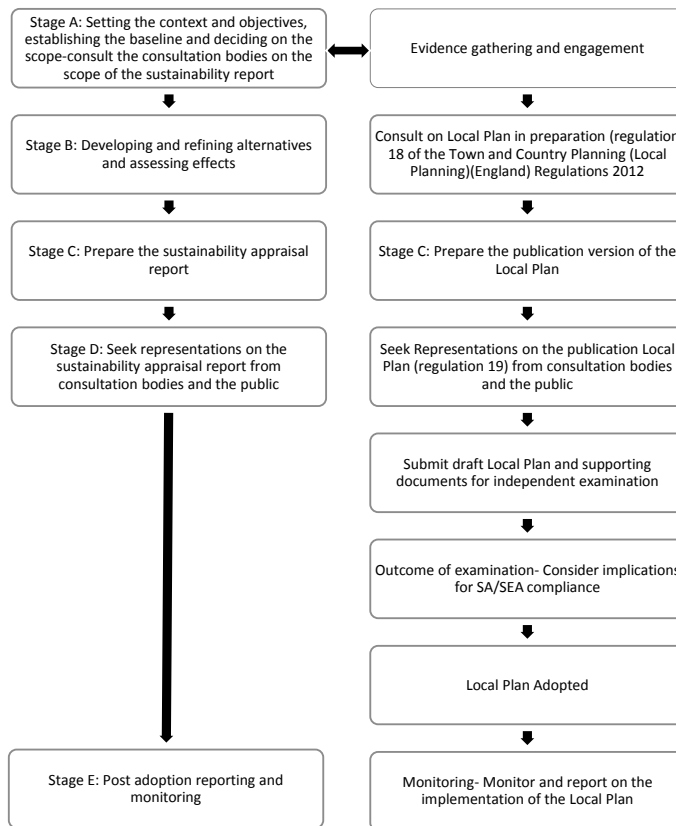 Stage A: Setting the context and objectives,
establishing the baseline and deciding on the
scope-consult the consultation bodies on the
scope of the sustainability report
Evidence gathering and engagement
Stage B: Developing and refining alternatives
and assessing effects
Consult on Local Plan in preparation (regulation
18 of the Town and Country Planning (Local
Planning)(England) Regulations 2012
Stage C: Prepare the sustainability appraisal
report
Stage C: Prepare the publication version of the
Local Plan
Stage D: Seek representations on the
sustainability appraisal report from
consultation bodies and the public
Seek Representations on the publication Local
Plan (regulation 19) from consultation bodies
and the public
Submit draft Local Plan and supporting
documents for independent examination
Outcome of examination- Consider implications
for SA/SEA compliance
Local Plan Adopted
Stage E: Post adoption reporting and
monitoring
Monitoring- Monitor and report on the
implementation of the Local Plan